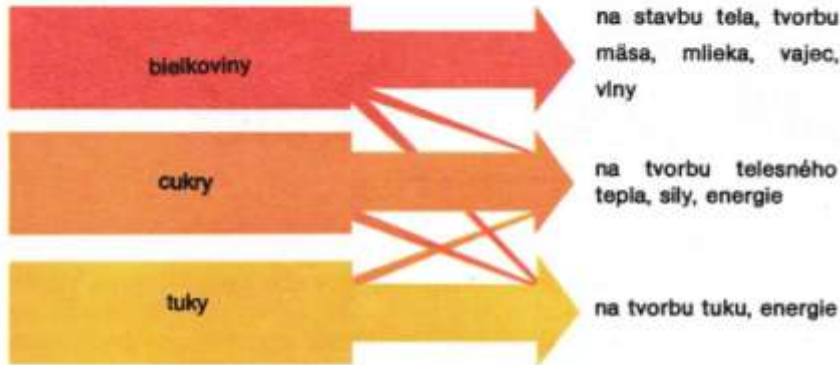 bielkoviny
na stavbu tela, tvorbu
mäsa, mlieka, vajec,
vlny
cukry
na tvorbu telesného
tepla, sily, energie
tuky
na tvorbu tuku, energie